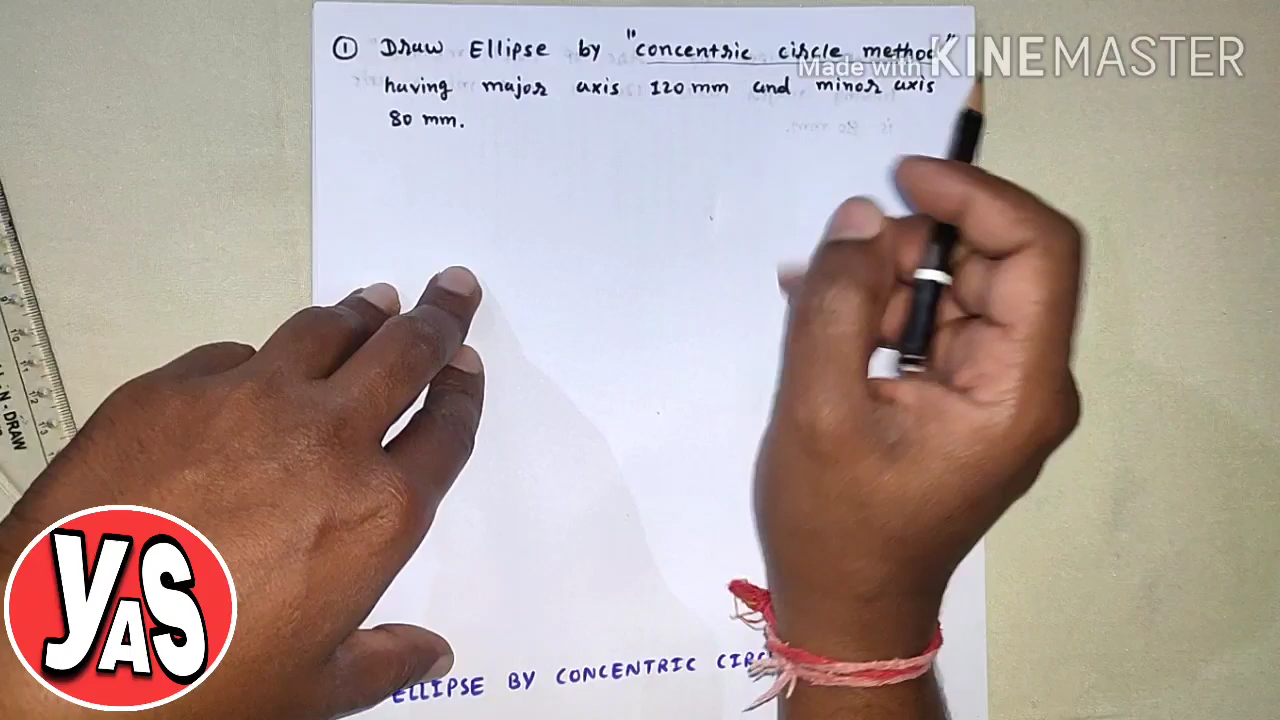 ① Draw Ellipse by "concentric circle method"
having major axis 120 mm and minor axis
80 mm.
Made with KINEMASTER
N-DRAW
YAS
ELLIPSE BY CONCENTRIC